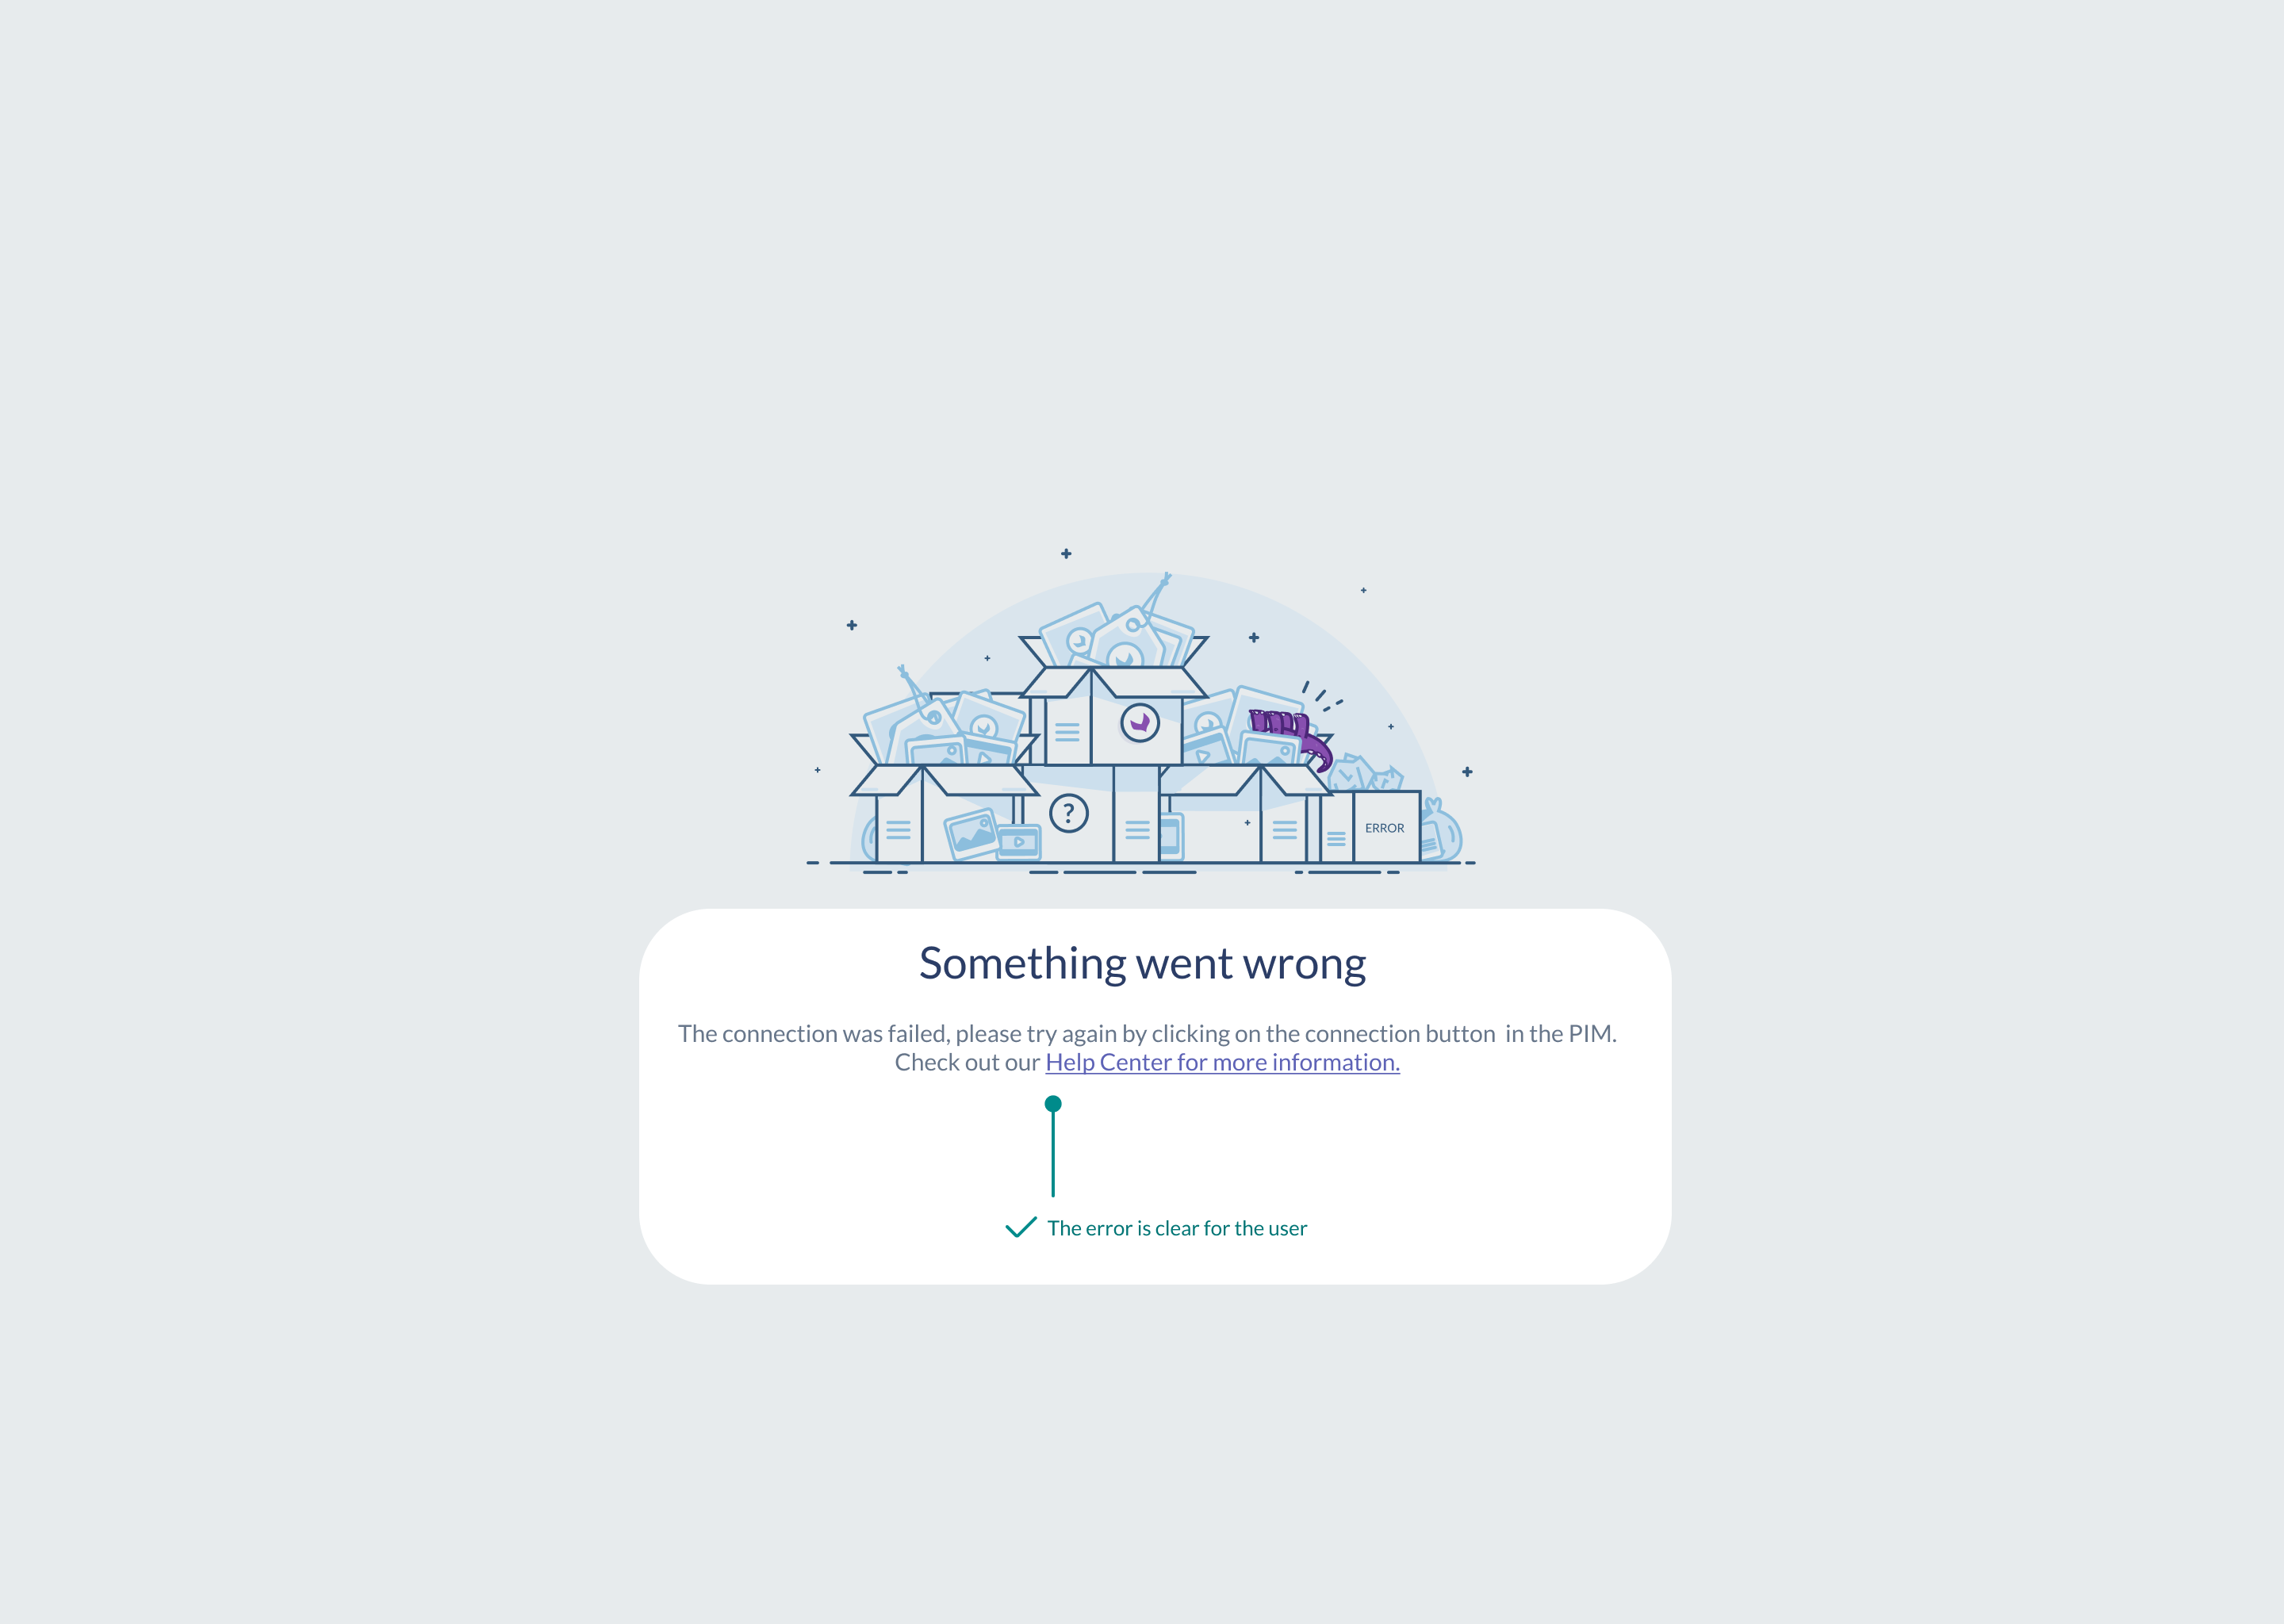 ?
ERROR
Something went wrong
The connection was failed, please try again by clicking on the connection button  in the PIM.
Check out our Help Center for more information.
The error is clear for the user